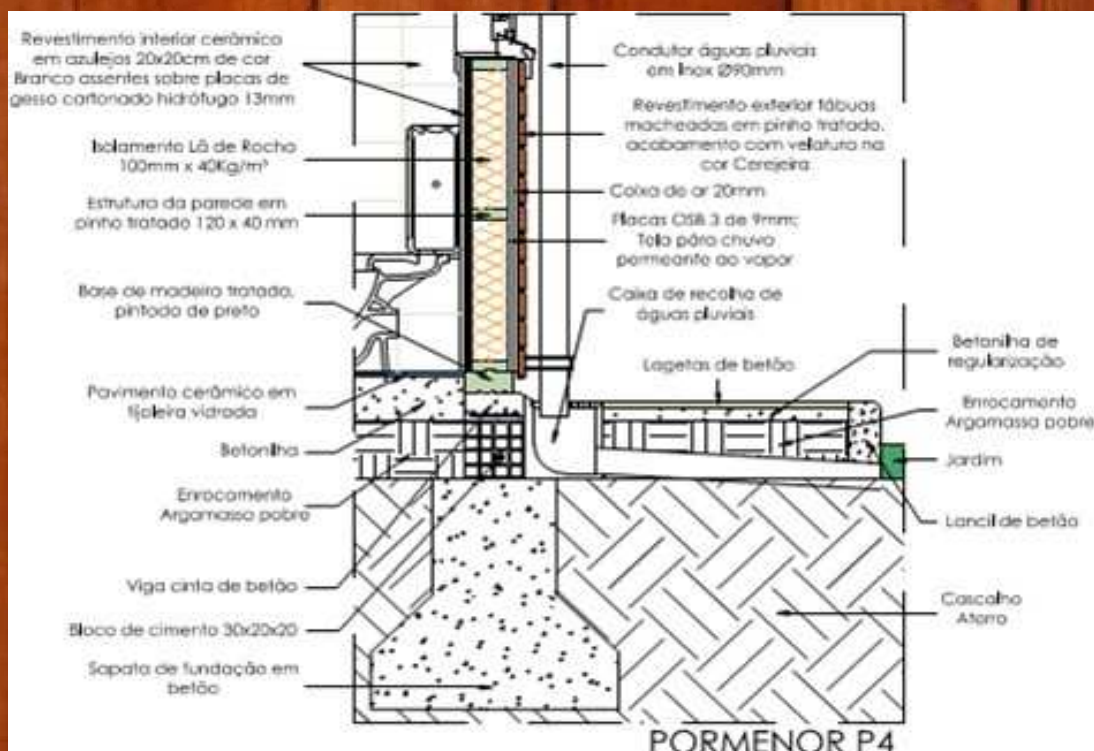 Revestimento interior cerâmico
em azulejos 20x20cm de cor
Branco assentes sobre placas de
gesso cartonado hidrófugo 13mm
Isolamento Lã de Rocha
100mm x 40Kg/m³
Estrutura da parede em
pinho tratado 120 x 40 mm
Base de madeira tratada,
pintada de preto
Pavimento cerâmico em
tijoleira vidrada
Betonilha
Enrocamento
Argamassa pobre
Viga cinta de betão
Bloco de cimento 30x20x20
Sapata de fundação em
betão
Condutor águas pluviais
em Inox Ø90mm
Revestimento exterior tábuas
macheadas em pinho tratado,
acabamento com velatura na
cor Cerejeira
Caixa de ar 20mm
Placas OSB 3 de 9mm;
Tela pára chuva
permeante ao vapor
Caixa de recolha de
águas pluviais
Lagetas de betão
Betonilha de
regularização
Enrocamento
Argamassa pobre
Jardim
Lancil de betão
Cascalho
Aterro
PORMENOR P4